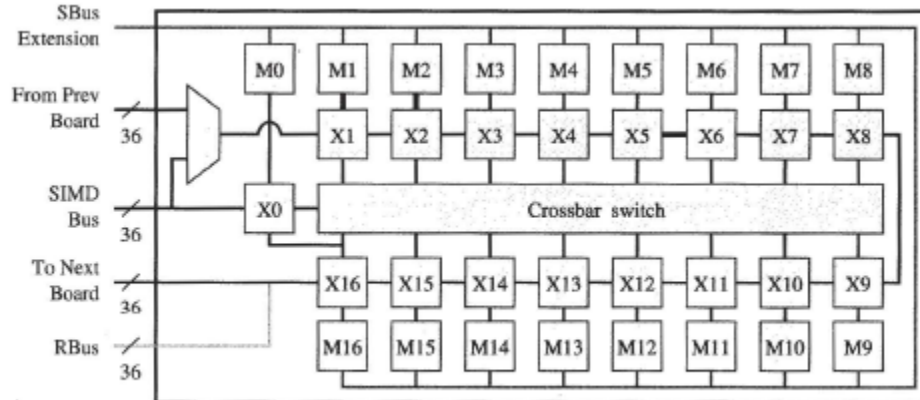 SBus
Extension
M0 M1 M2 M3 M4 M5 M6 M7 M8
From Prev
Board
36
X1 X2 X3 X4 X5 X6 X7 X8
SIMD
Bus
36
X0 Crossbar switch
To Next
Board
36
X16 X15 X14 X13 X12 X11 X10 X9
RBus
36
M16 M15 M14 M13 M12 M11 M10 M9